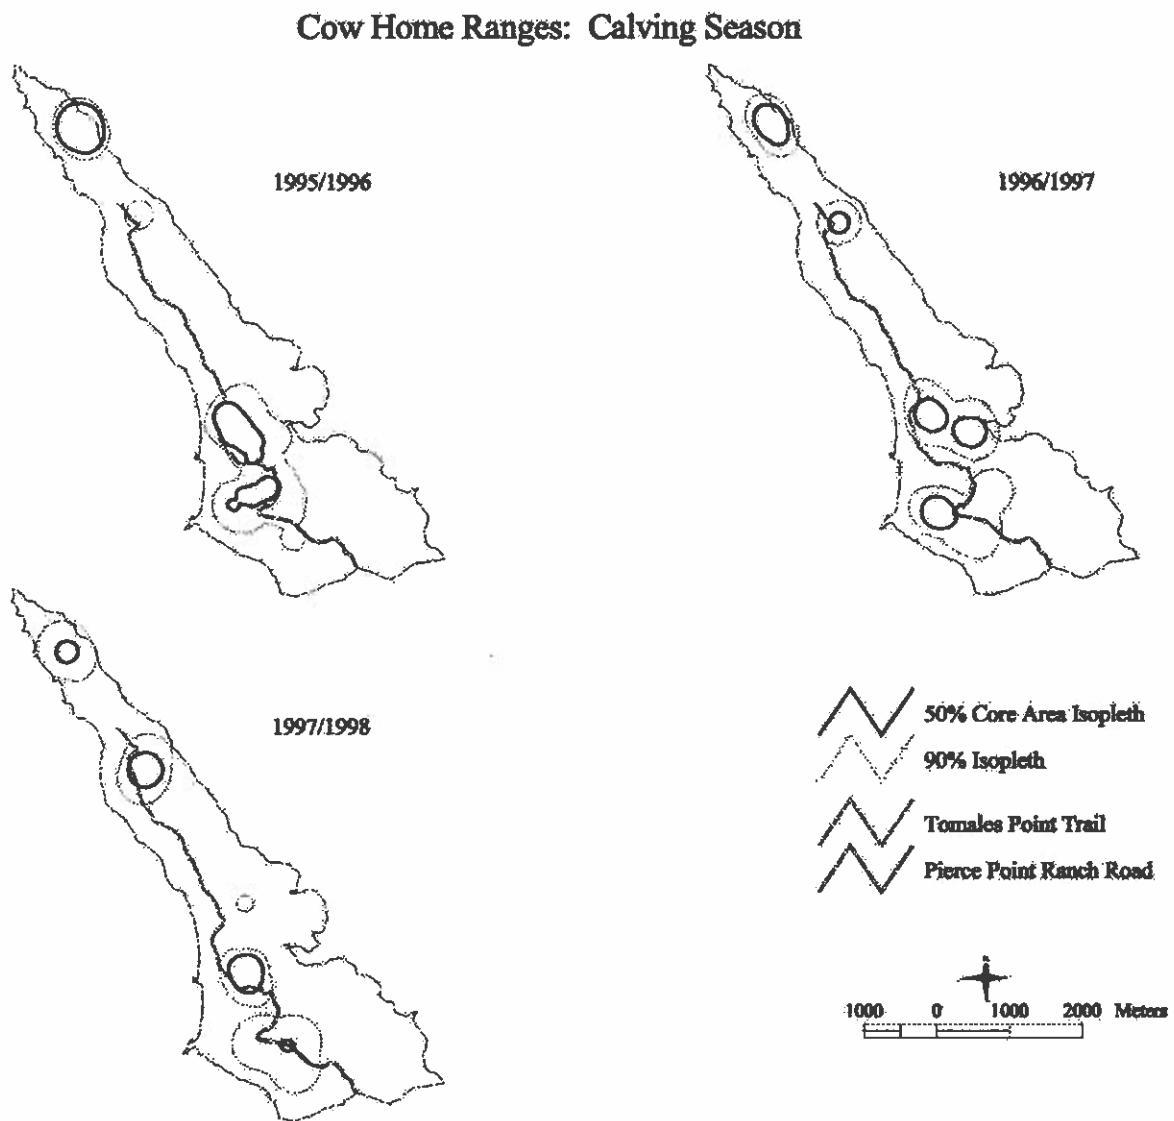 Cow Home Ranges: Calving Season
1995/1996
1996/1997
1997/1998
50% Core Area Isopleth
90% Isopleth
Tomales Point Trail
Pierce Point Ranch Road
1000 0 1000 2000 Meters